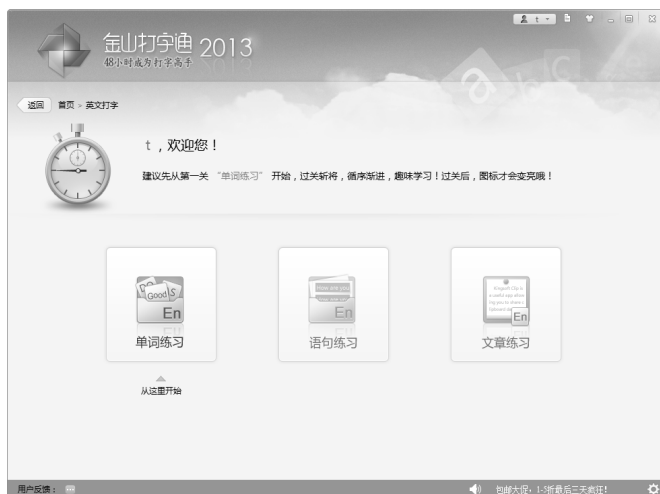 金山打字通 2013
48小时成为打字高手
t
返回 首页 > 英文打字
t，欢迎您！
建议先从第一关 “单词练习” 开始，过关斩将，循序渐进，趣味学习！过关后，图标才会变亮哦！
Good
En
单词练习
How are you
En
语句练习
En
文章练习
从这里开始
用户反馈：
包邮大促，1-3折最后三天疯狂！